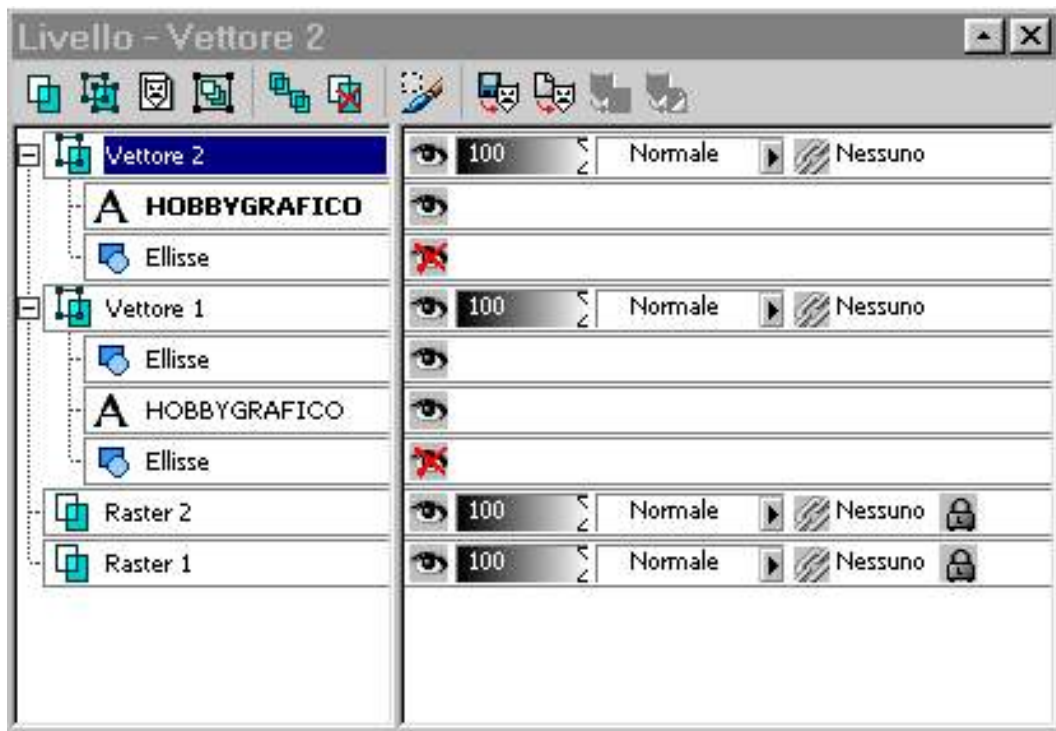 Livello - Vettore 2
Vettore 2 100 Normale Nessuno
HOBBYGRAFICO
Ellisse
Vettore 1 100 Normale Nessuno
Ellisse
HOBBYGRAFICO
Ellisse
Raster 2 100 Normale Nessuno
Raster 1 100 Normale Nessuno